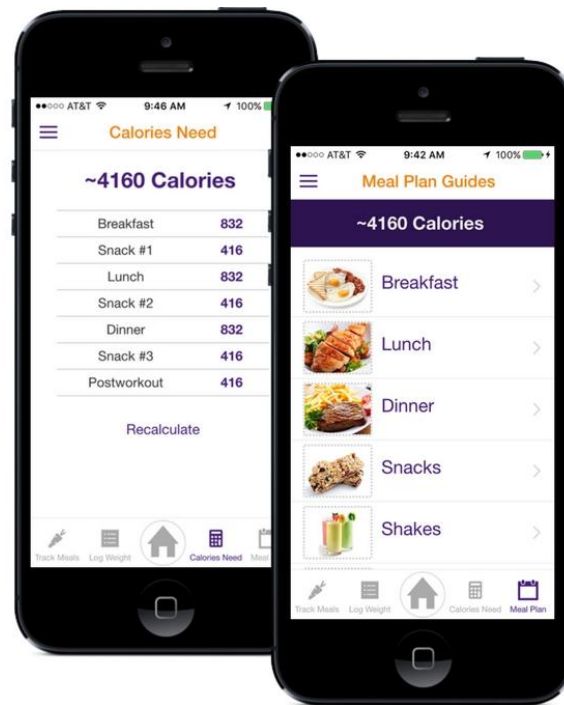 AT&T 9:46 AM 100%
Calories Need
~4160 Calories
Breakfast 832
Snack #1 416
Lunch 832
Snack #2 416
Dinner 832
Snack #3 416
Postworkout 416
Recalculate
Track Meals Log Weight Calories Need Meal
AT&T 9:42 AM 100%
Meal Plan Guides
~4160 Calories
Breakfast
Lunch
Dinner
Snacks
Shakes
Track Meals Log Weight Calories Need Meal Plan